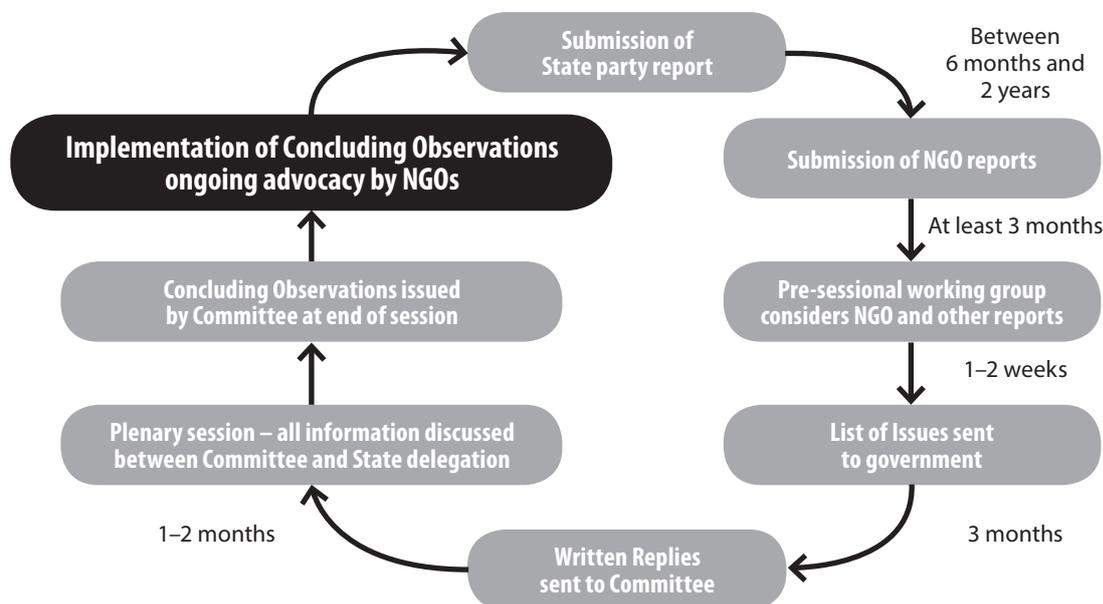 Submission of
State party report
Between
6 months and
2 years
Submission of NGO reports
At least 3 months
Pre-sessional working group
considers NGO and other reports
1–2 weeks
List of Issues sent
to government
3 months
Written Replies
sent to Committee
1–2 months
Plenary session – all information discussed
between Committee and State delegation
Concluding Observations issued
by Committee at end of session
Implementation of Concluding Observations
ongoing advocacy by NGOs